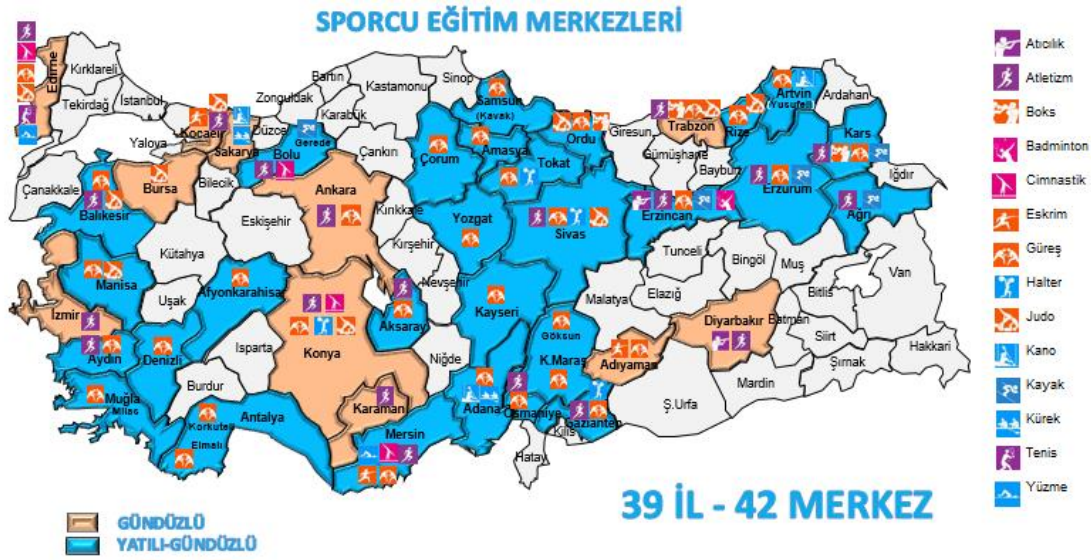 SPORCU EĞİTİM MERKEZLERİ
Edirne
Kırklareli
Tekirdağ
İstanbul
Yalova
Kocaeli
Sakarya
Düzce
Zonguldak
Bartın
Karabük
Kastamonu
Sinop
Samsun
(Kavak)
Bolu
Gerede
Çankırı
Çorum
Amasya
Tokat
Ordu
Giresun
Trabzon
Rize
Artvin
(Yusufeli)
Ardahan
Kars
Iğdır
Gümüşhane
Bayburt
Erzurum
Ağrı
Çanakkale
Balıkesir
Bursa
Bilecik
Eskişehir
Ankara
Kırıkkale
Kırşehir
Yozgat
Sivas
Erzincan
Tunceli
Bingöl
Muş
Van
Kütahya
Manisa
Uşak
Afyonkarahisar
Nevşehir
Kayseri
Malatya
Elazığ
Bitlis
İzmir
Aydın
Denizli
Isparta
Konya
Aksaray
Niğde
Göksun
K.Maraş
Adıyaman
Diyarbakır
Batman
Siirt
Şırnak
Hakkari
Burdur
Muğla
Milas
Antalya
Korkuteli
Elmalı
Karaman
Mersin
Adana
Osmaniye
Gaziantep
Kilis
Hatay
Ş.Urfa
Mardin
Atıcılık
Atletizm
Boks
Badminton
Cimnastik
Eskrim
Güreş
Halter
Judo
Kano
Kayak
Kürek
Tenis
Yüzme
39 İL - 42 MERKEZ
GÜNDÜZLÜ
YATILI-GÜNDÜZLÜ